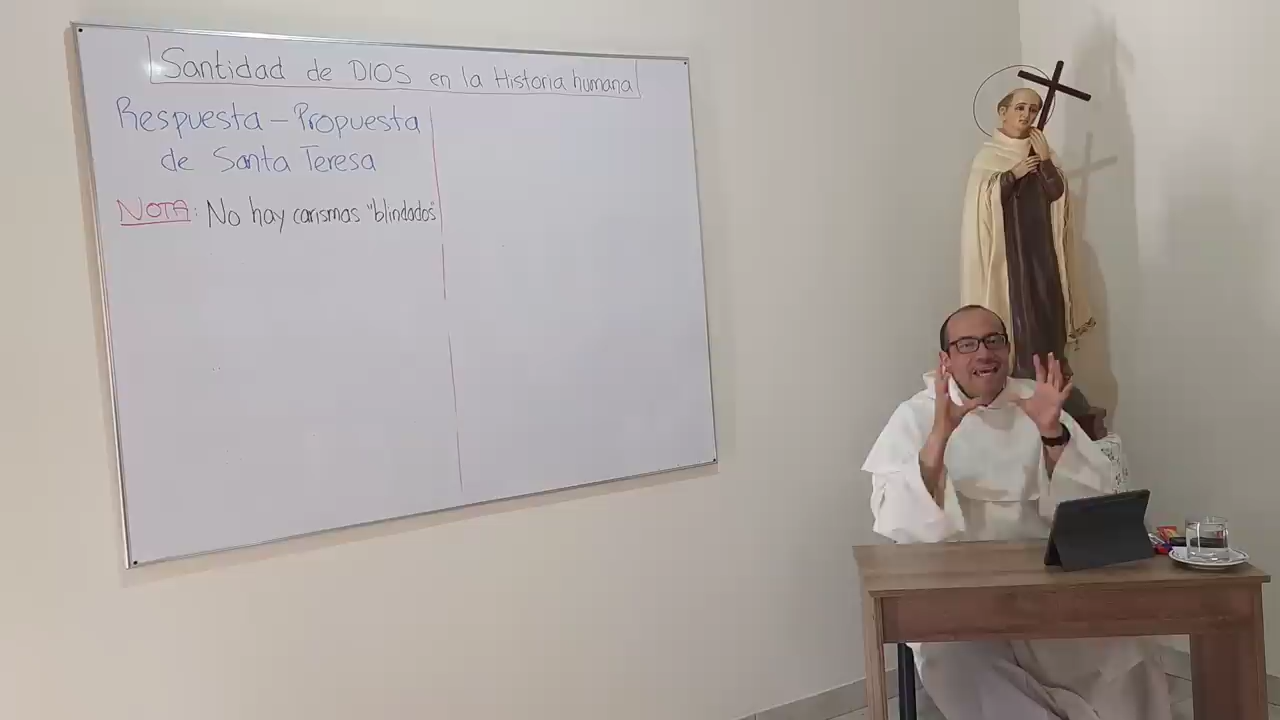 Santidad de DIOS en la Historia humana
Respuesta – Propuesta
de Santa Teresa
NOTA: No hay carismas "blindados"